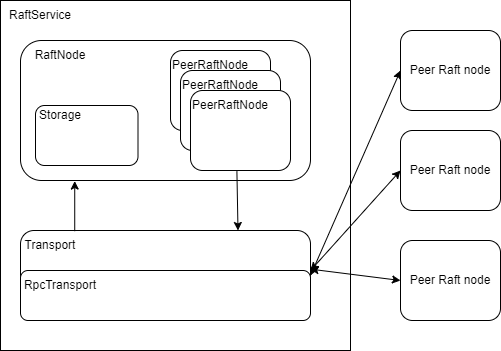 RaftService
RaftNode
PeerRaftNode
PeerRaftNode
PeerRaftNode
Storage
Transport
RpcTransport
Peer Raft node
Peer Raft node
Peer Raft node